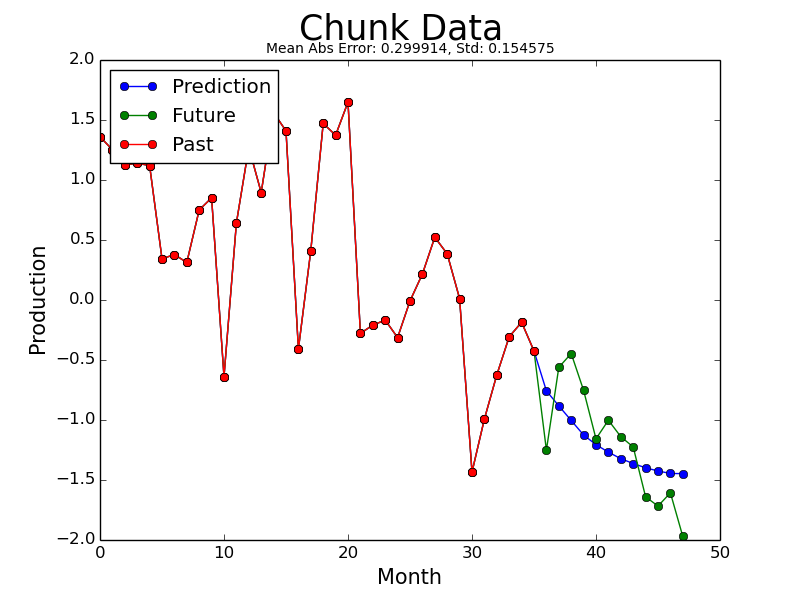 Chunk Data
Mean Abs Error: 0.299914, Std: 0.154575
Prediction
Future
Past
Production
2.0
1.5
1.0
0.5
0.0
−0.5
−1.0
−1.5
−2.0
0 10 20 30 40 50
Month